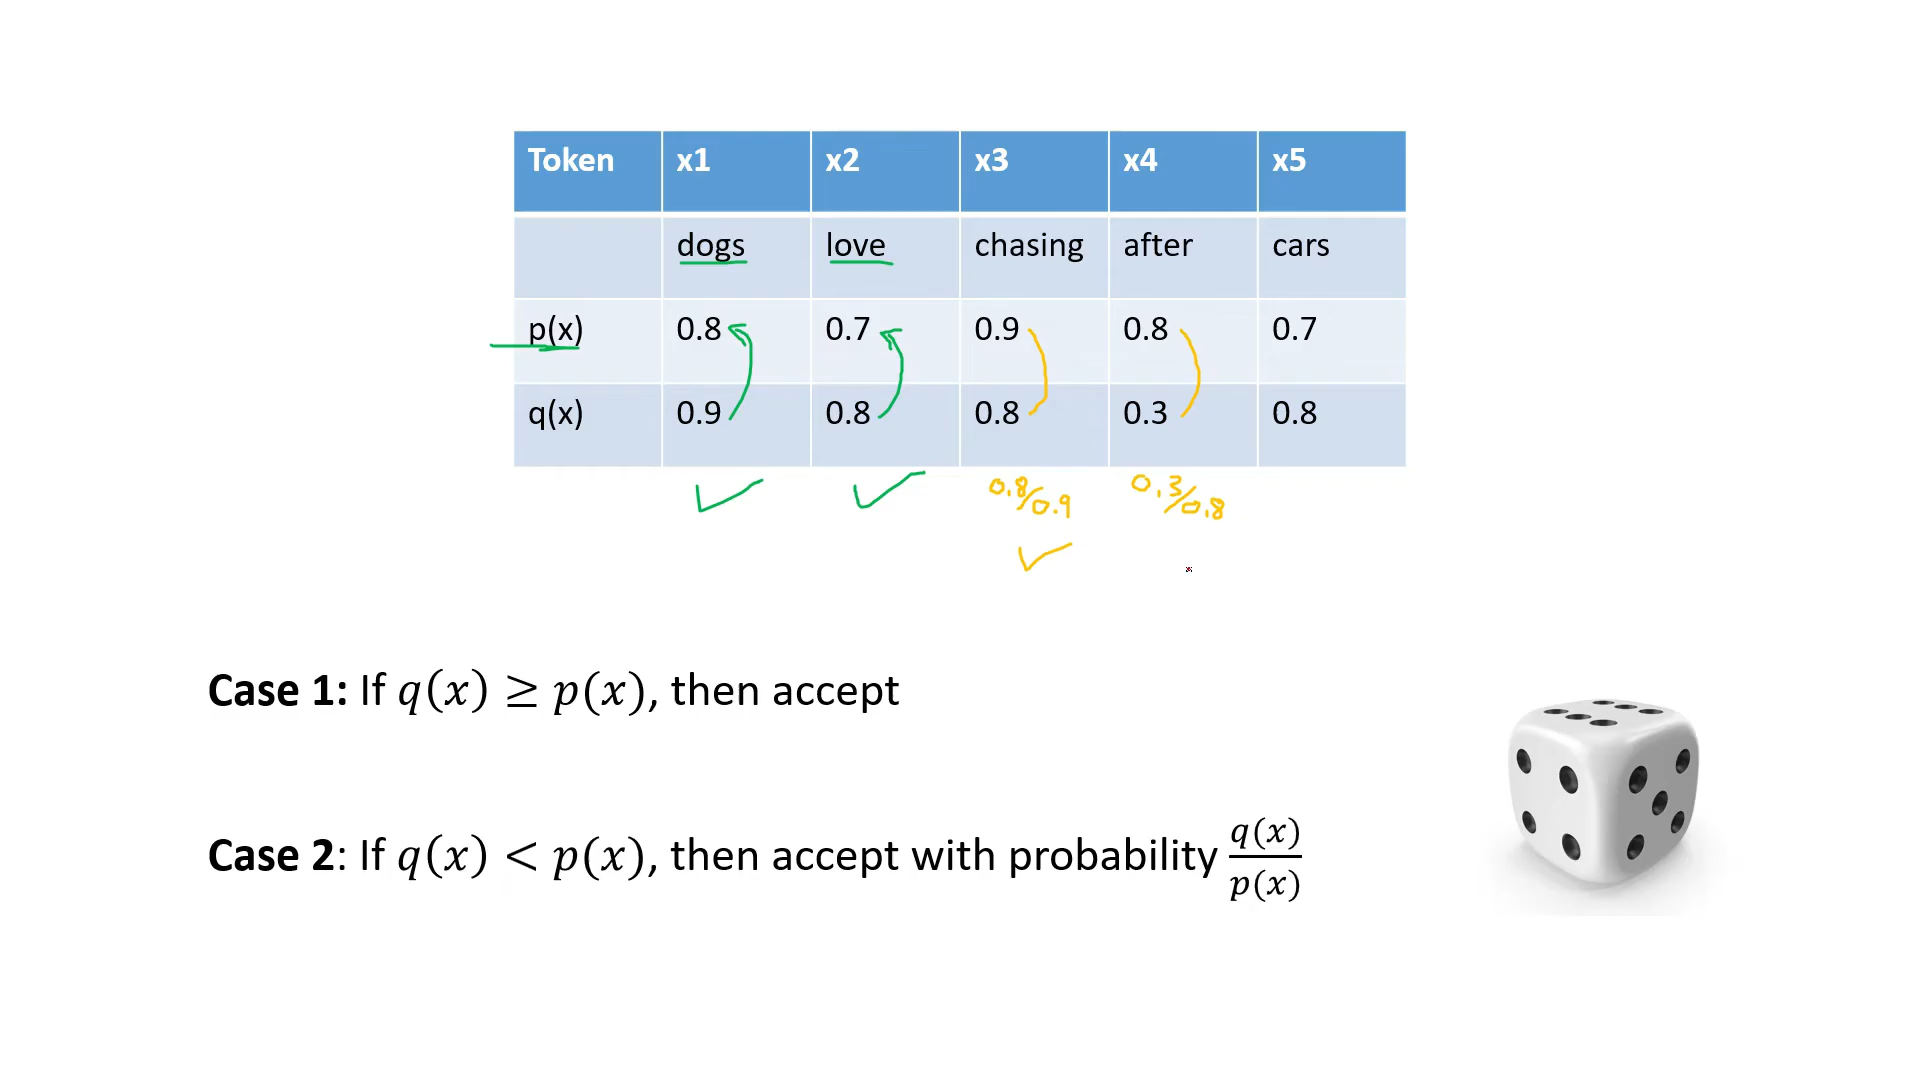 Token x1 x2 x3 x4 x5
dogs love chasing after cars
p(x) 0.8 0.7 0.9 0.8 0.7
q(x) 0.9 0.8 0.8 0.3 0.8
0.8/0.9 0.3/0.8
Case 1: If q(x) ≥ p(x), then accept
Case 2: If q(x) < p(x), then accept with probability q(x)/p(x)